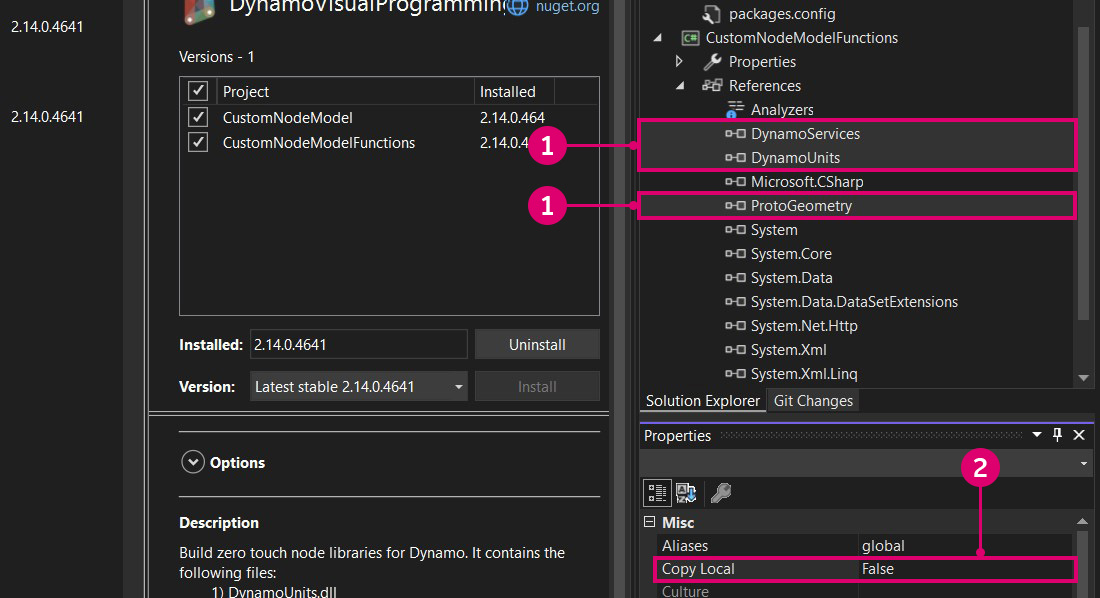 2.14.0.4641
2.14.0.4641
DynamoVisualProgramming
nuget.org
Versions - 1
Project Installed
CustomNodeModel 2.14.0.464
CustomNodeModelFunctions 2.14.0.4
1
1
Installed: 2.14.0.4641 Uninstall
Version: Latest stable 2.14.0.4641 Install
Options
Description
Build zero touch node libraries for Dynamo. It contains the
following files:
1) DynamoUnits.dll
packages.config
C# CustomNodeModelFunctions
Properties
References
Analyzers
DynamoServices
DynamoUnits
Microsoft.CSharp
ProtoGeometry
System
System.Core
System.Data
System.Data.DataSetExtensions
System.Net.Http
System.Xml
System.Xml.Linq
Solution Explorer Git Changes
Properties
2
Misc
Aliases global
Copy Local False
Culture